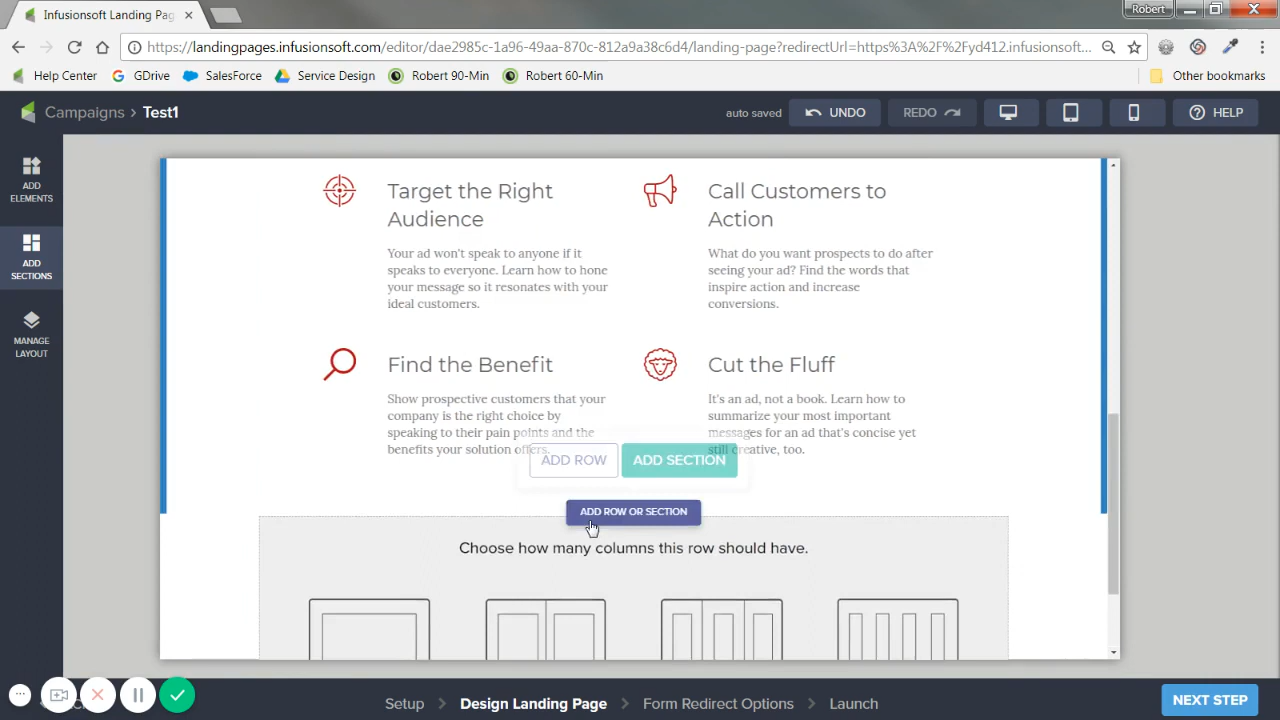 Infusionsoft Landing Pag
Robert
https://landingpages.infusionsoft.com/editor/dae2985c-1a96-49aa-870c-812a9a38c6d4/landing-page?redirectUrl=https%3A%2F%2Fyd412.infusionsoft...
Help Center GDrive SalesForce Service Design Robert 90-Min Robert 60-Min Other bookmarks
Campaigns > Test1 auto saved UNDO REDO HELP
ADD ELEMENTS
ADD SECTIONS
MANAGE LAYOUT
Target the Right
Audience
Your ad won't speak to anyone if it
speaks to everyone. Learn how to hone
your message so it resonates with your
ideal customers.
Call Customers to
Action
What do you want prospects to do after
seeing your ad? Find the words that
inspire action and increase
conversions.
Find the Benefit
Show prospective customers that your
company is the right choice by
speaking to their pain points and the
benefits your solution offers.
Cut the Fluff
It's an ad, not a book. Learn how to
summarize your most important
messages for an ad that's concise yet
still creative, too.
ADD ROW ADD SECTION
ADD ROW OR SECTION
Choose how many columns this row should have.
Setup > Design Landing Page > Form Redirect Options > Launch
NEXT STEP